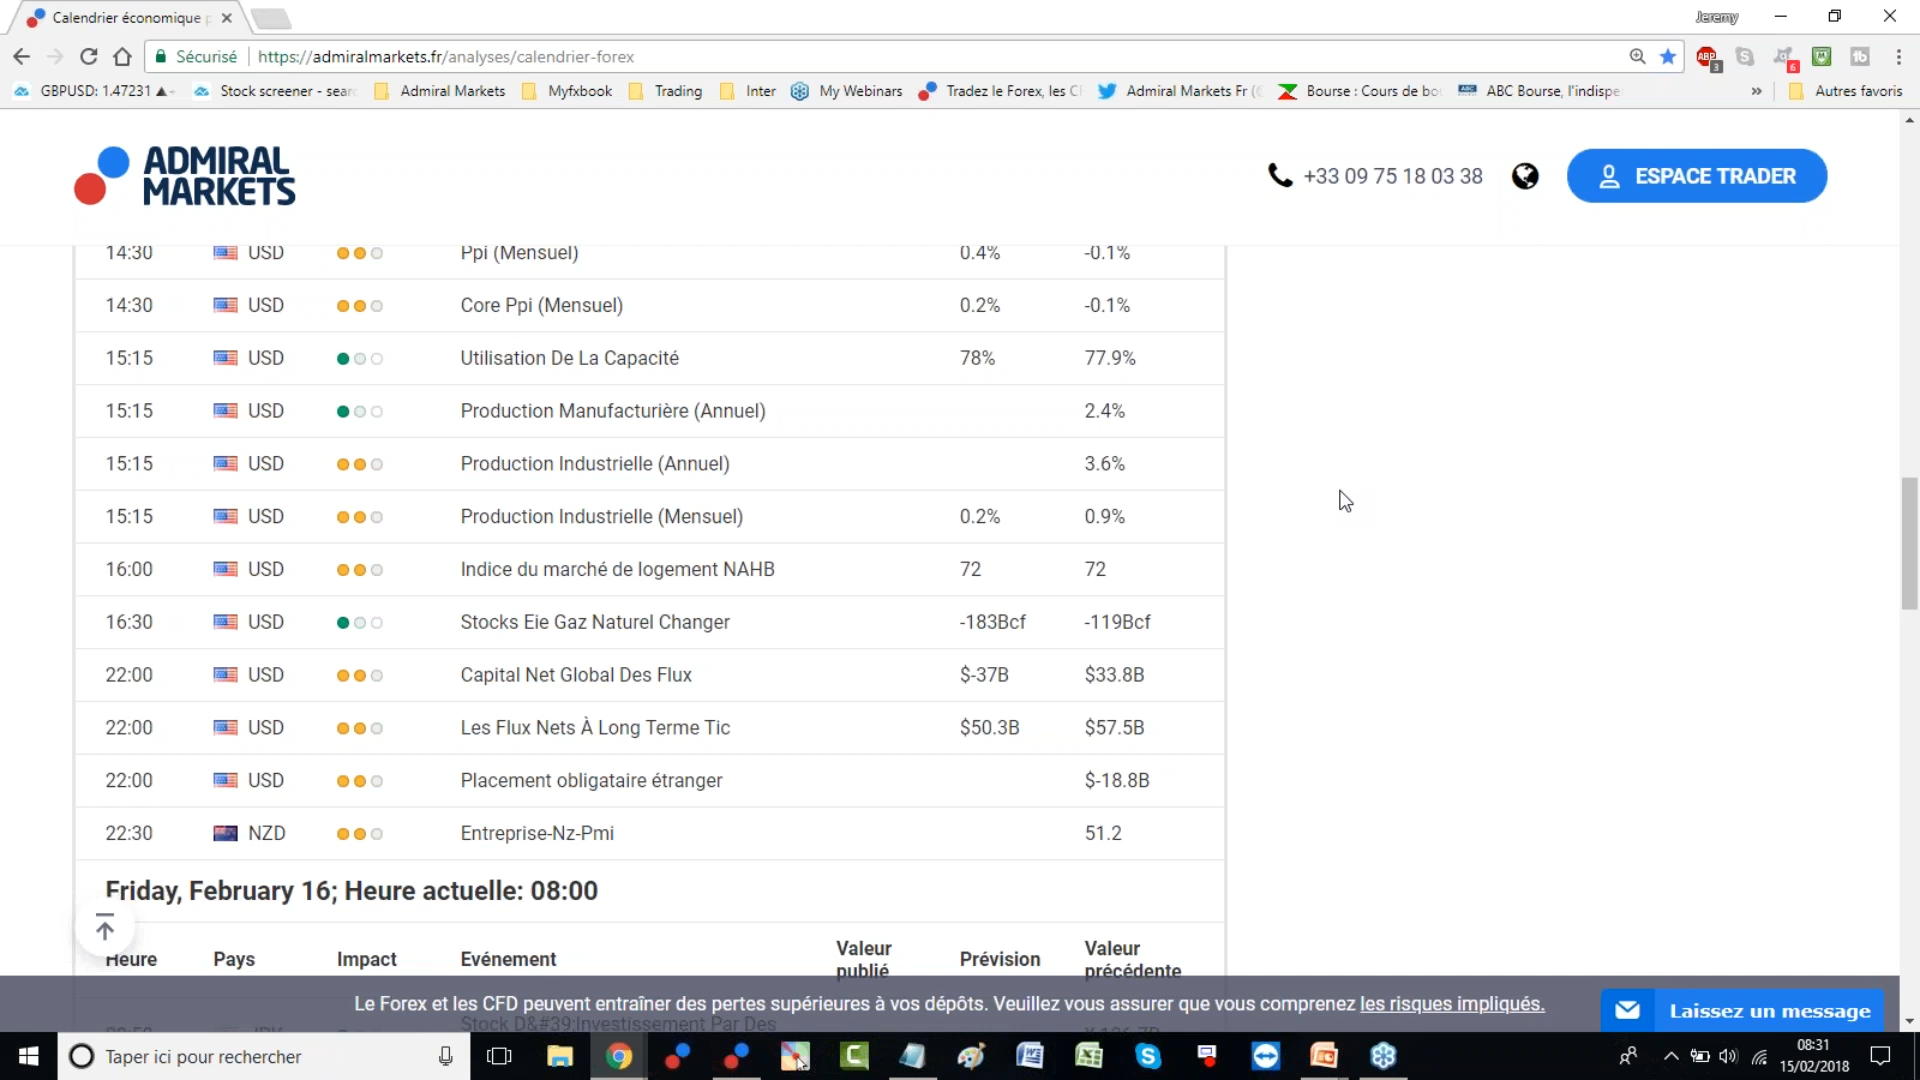 Calendrier économique p
Jeremy
Sécurisé
https://admiralmarkets.fr/analyses/calendrier-forex
GBPUSD: 1.47231 ▲
Stock screener - sear
Admiral Markets
Myfxbook
Trading
Inter
My Webinars
Tradez le Forex, les C
Admiral Markets Fr (
Bourse : Cours de bo
ABC Bourse, l'indispe
»
Autres favoris
ADMIRAL
MARKETS
+33 09 75 18 03 38
ESPACE TRADER
14:30 USD Ppi (Mensuel) 0.4% -0.1%
14:30 USD Core Ppi (Mensuel) 0.2% -0.1%
15:15 USD Utilisation De La Capacité 78% 77.9%
15:15 USD Production Manufacturière (Annuel) 2.4%
15:15 USD Production Industrielle (Annuel) 3.6%
15:15 USD Production Industrielle (Mensuel) 0.2% 0.9%
16:00 USD Indice du marché de logement NAHB 72 72
16:30 USD Stocks Eie Gaz Naturel Changer -183Bcf -119Bcf
22:00 USD Capital Net Global Des Flux $-37B $33.8B
22:00 USD Les Flux Nets À Long Terme Tic $50.3B $57.5B
22:00 USD Placement obligataire étranger $-18.8B
22:30 NZD Entreprise-Nz-Pmi 51.2
Friday, February 16; Heure actuelle: 08:00
Heure Pays Impact Evénement Valeur publié Prévision Valeur précédente
Le Forex et les CFD peuvent entraîner des pertes supérieures à vos dépôts. Veuillez vous assurer que vous comprenez les risques impliqués.
Stock D&#39;Investissement Par Des
Laissez un message
Taper ici pour rechercher
08:31
15/02/2018